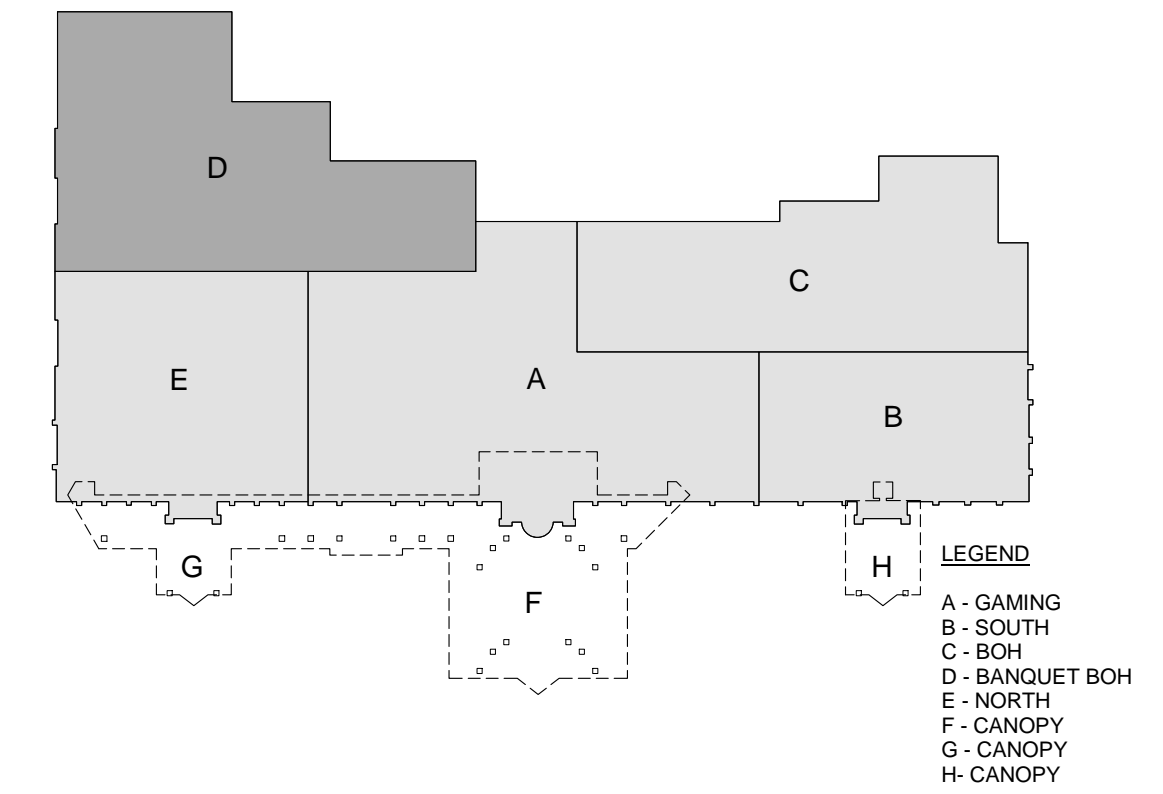 D
C
E
A
B
G
H
F
LEGEND
A - GAMING
B - SOUTH
C - BOH
D - BANQUET BOH
E - NORTH
F - CANOPY
G - CANOPY
H- CANOPY